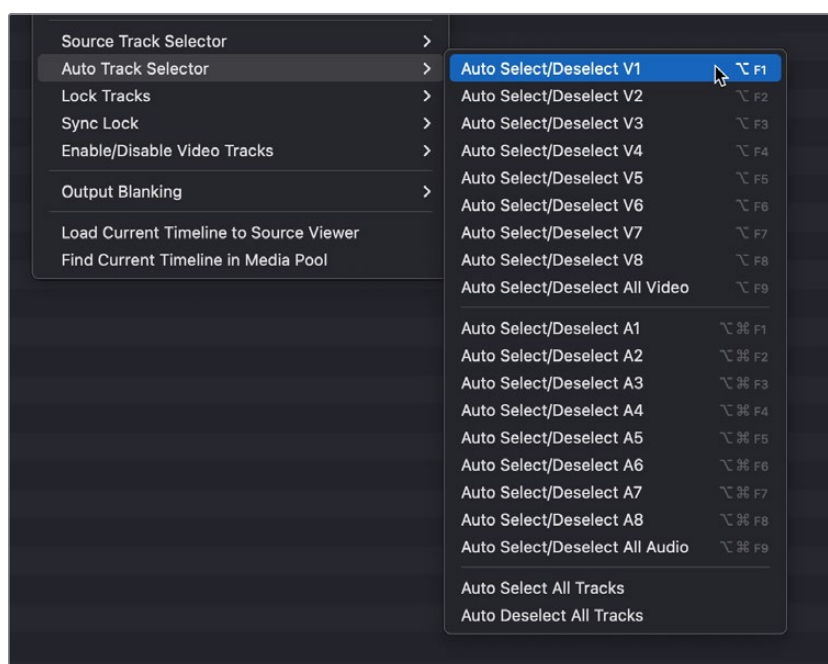 Source Track Selector >
Auto Track Selector >
Lock Tracks >
Sync Lock >
Enable/Disable Video Tracks >
Output Blanking >
Load Current Timeline to Source Viewer
Find Current Timeline in Media Pool
Auto Select/Deselect V1 ⌥ F1
Auto Select/Deselect V2 ⌥ F2
Auto Select/Deselect V3 ⌥ F3
Auto Select/Deselect V4 ⌥ F4
Auto Select/Deselect V5 ⌥ F5
Auto Select/Deselect V6 ⌥ F6
Auto Select/Deselect V7 ⌥ F7
Auto Select/Deselect V8 ⌥ F8
Auto Select/Deselect All Video ⌥ F9
Auto Select/Deselect A1 ⌥⌘ F1
Auto Select/Deselect A2 ⌥⌘ F2
Auto Select/Deselect A3 ⌥⌘ F3
Auto Select/Deselect A4 ⌥⌘ F4
Auto Select/Deselect A5 ⌥⌘ F5
Auto Select/Deselect A6 ⌥⌘ F6
Auto Select/Deselect A7 ⌥⌘ F7
Auto Select/Deselect A8 ⌥⌘ F8
Auto Select/Deselect All Audio ⌥⌘ F9
Auto Select All Tracks
Auto Deselect All Tracks